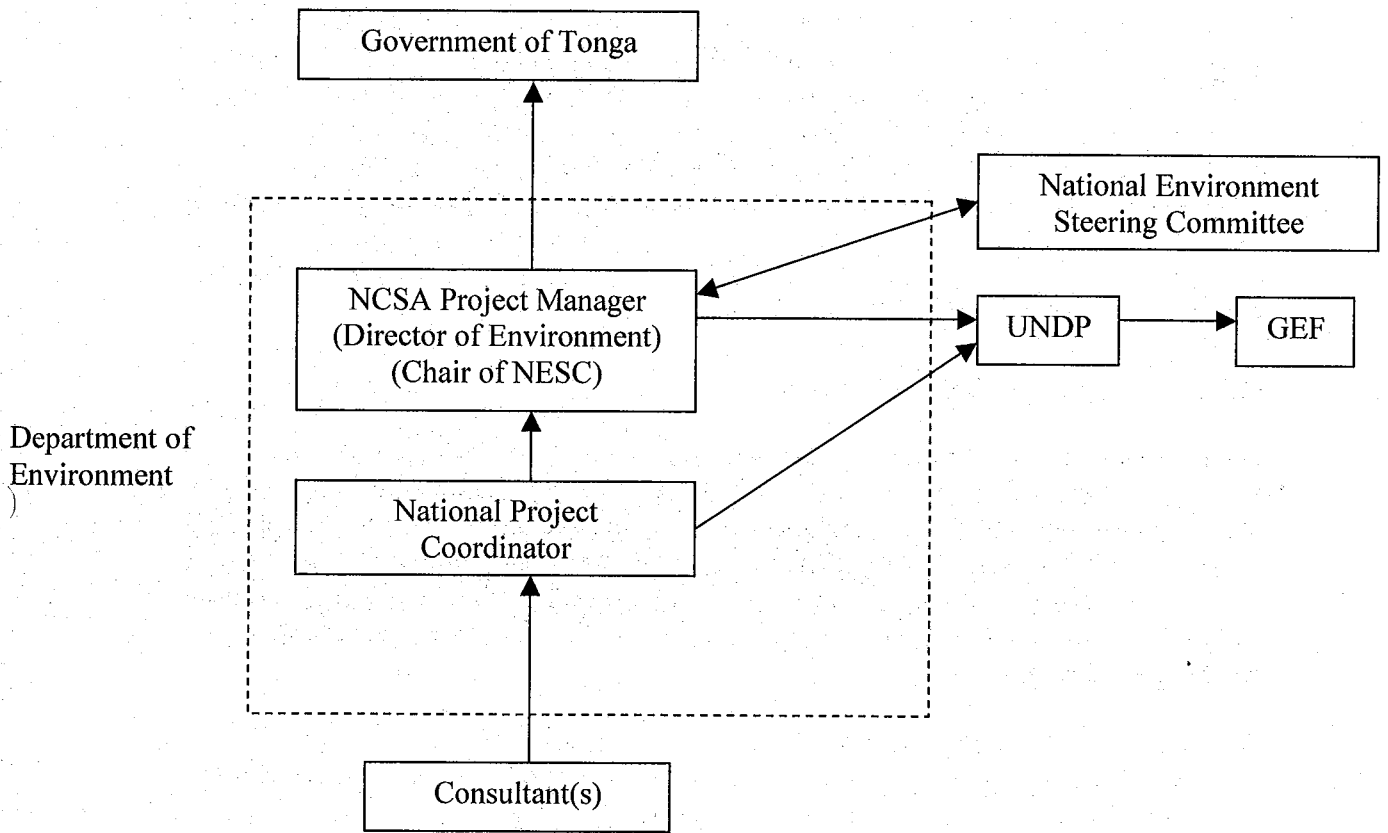 Government of Tonga
National Environment
Steering Committee
NCSA Project Manager
(Director of Environment)
(Chair of NESC)
UNDP
GEF
Department of
Environment
)
National Project
Coordinator
Consultant(s)